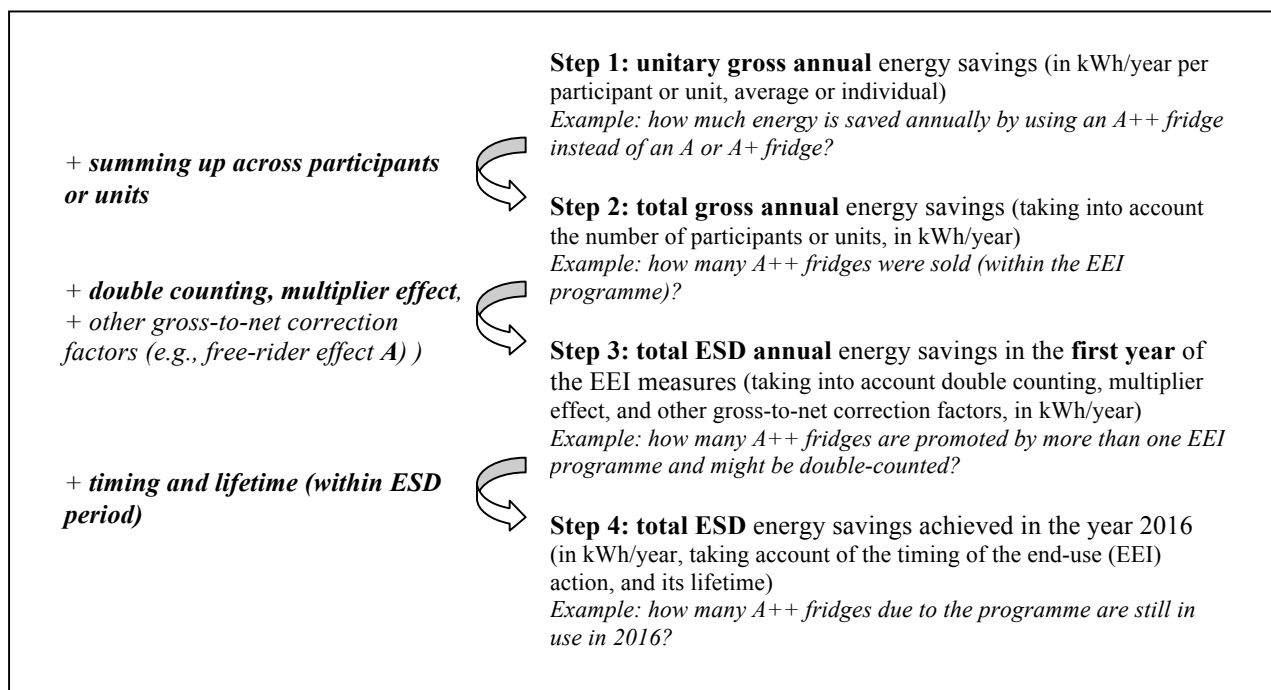 Step 1: unitary gross annual energy savings (in kWh/year per
participant or unit, average or individual)
Example: how much energy is saved annually by using an A++ fridge
instead of an A or A+ fridge?
+ summing up across participants
or units
Step 2: total gross annual energy savings (taking into account
the number of participants or units, in kWh/year)
Example: how many A++ fridges were sold (within the EEI
programme)?
+ double counting, multiplier effect,
+ other gross-to-net correction
factors (e.g., free-rider effect A) )
Step 3: total ESD annual energy savings in the first year of
the EEI measures (taking into account double counting, multiplier
effect, and other gross-to-net correction factors, in kWh/year)
Example: how many A++ fridges are promoted by more than one EEI
programme and might be double-counted?
+ timing and lifetime (within ESD
period)
Step 4: total ESD energy savings achieved in the year 2016
(in kWh/year, taking account of the timing of the end-use (EEI)
action, and its lifetime)
Example: how many A++ fridges due to the programme are still in
use in 2016?